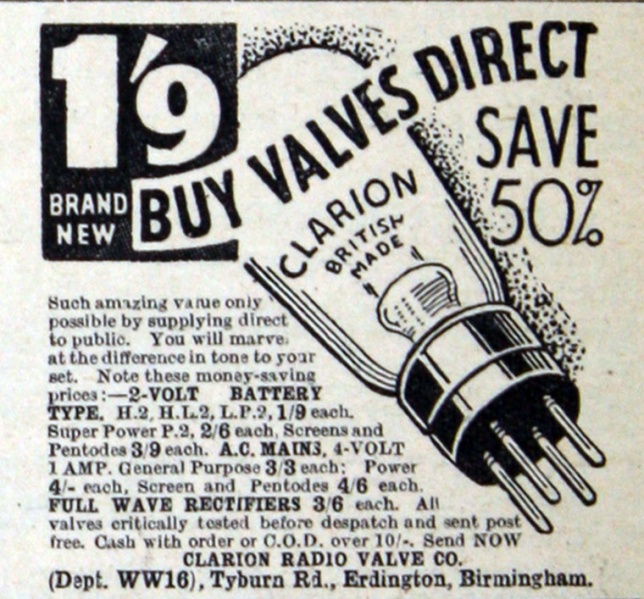 1'9
BRAND
NEW
BUY VALVES DIRECT
SAVE
50%
CLARION
BRITISH
MADE
Such amazing value only
possible by supplying direct
to public. You will marve
at the difference in tone to your
set. Note these money-saving
prices:—2-VOLT BATTERY
TYPE. H.2, H.L.2, L.P.2, 1/9 each.
Super Power P.2, 2/6 each, Screens and
Pentodes 3/9 each. A.C. MAINS, 4-VOLT
1 AMP. General Purpose 3/3 each; Power
4/- each, Screen and Pentodes 4/6 each.
FULL WAVE RECTIFIERS 3/6 each. All
valves critically tested before despatch and sent post
free. Cash with order or C.O.D. over 10/-. Send NOW
CLARION RADIO VALVE CO.
(Dept. WW16), Tyburn Rd., Erdington, Birmingham.